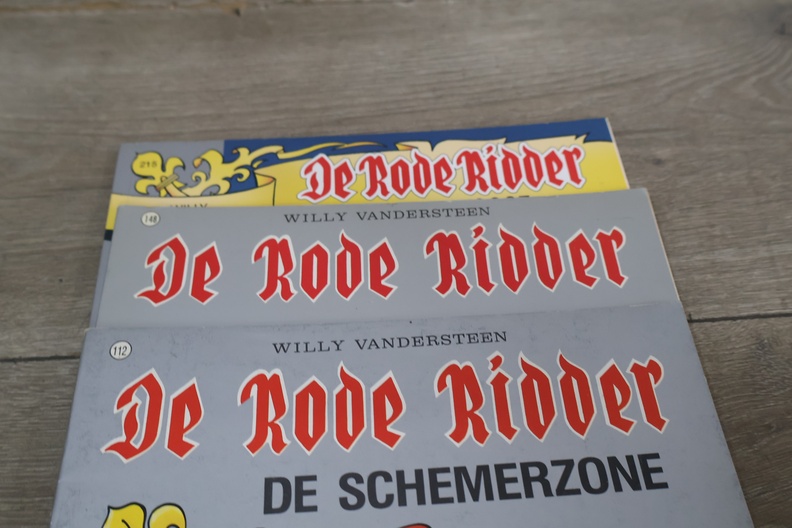 215
De Rode Ridder
148
WILLY VANDERSTEEN
De Rode Ridder
112
WILLY VANDERSTEEN
De Rode Ridder
DE SCHEMERZONE